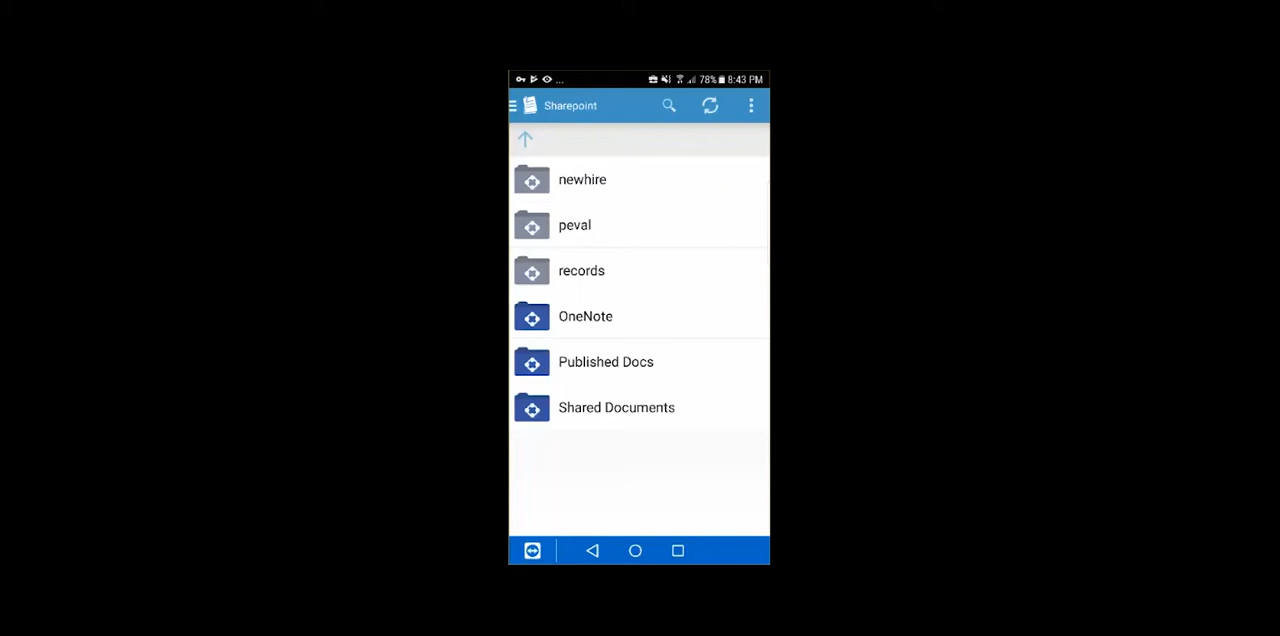 ... 78% 8:43 PM
Sharepoint
newhire
peval
records
OneNote
Published Docs
Shared Documents